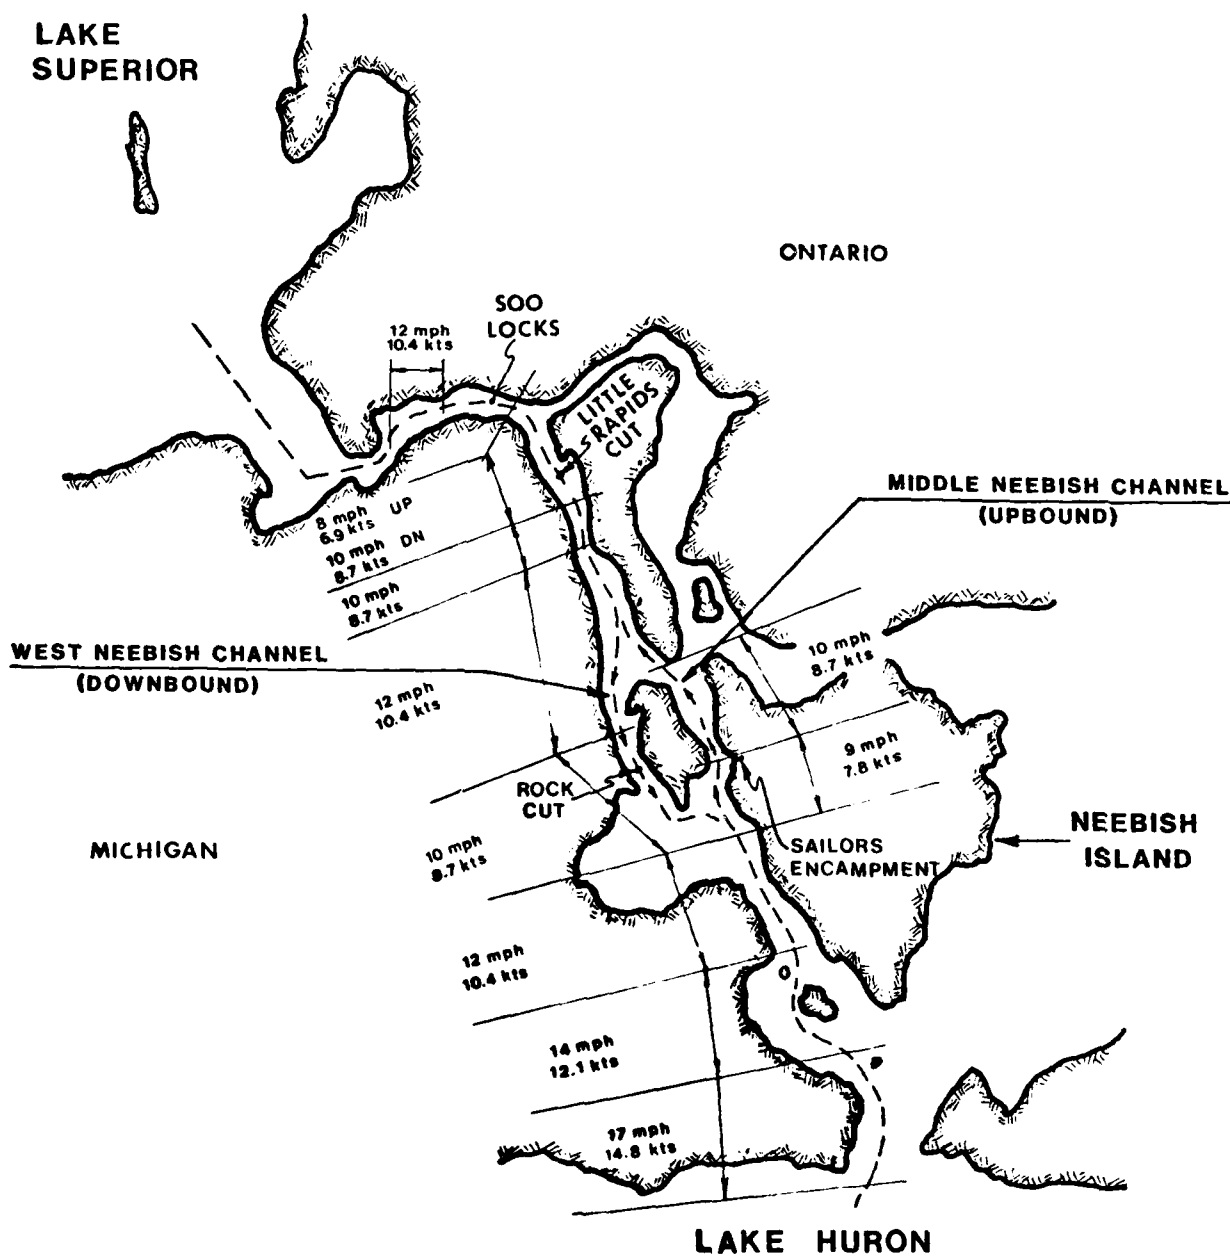 LAKE
SUPERIOR
ONTARIO
SOO
LOCKS
12 mph
10.4 kts
LITTLE
RAPIDS
CUT
MIDDLE NEEBISH CHANNEL
(UPBOUND)
8 mph UP
6.9 kts
10 mph DN
8.7 kts
10 mph
8.7 kts
WEST NEEBISH CHANNEL
(DOWNBOUND)
10 mph
8.7 kts
12 mph
10.4 kts
9 mph
7.8 kts
ROCK
CUT
MICHIGAN
10 mph
8.7 kts
SAILORS
ENCAMPMENT
NEEBISH
ISLAND
12 mph
10.4 kts
14 mph
12.1 kts
17 mph
14.8 kts
LAKE HURON